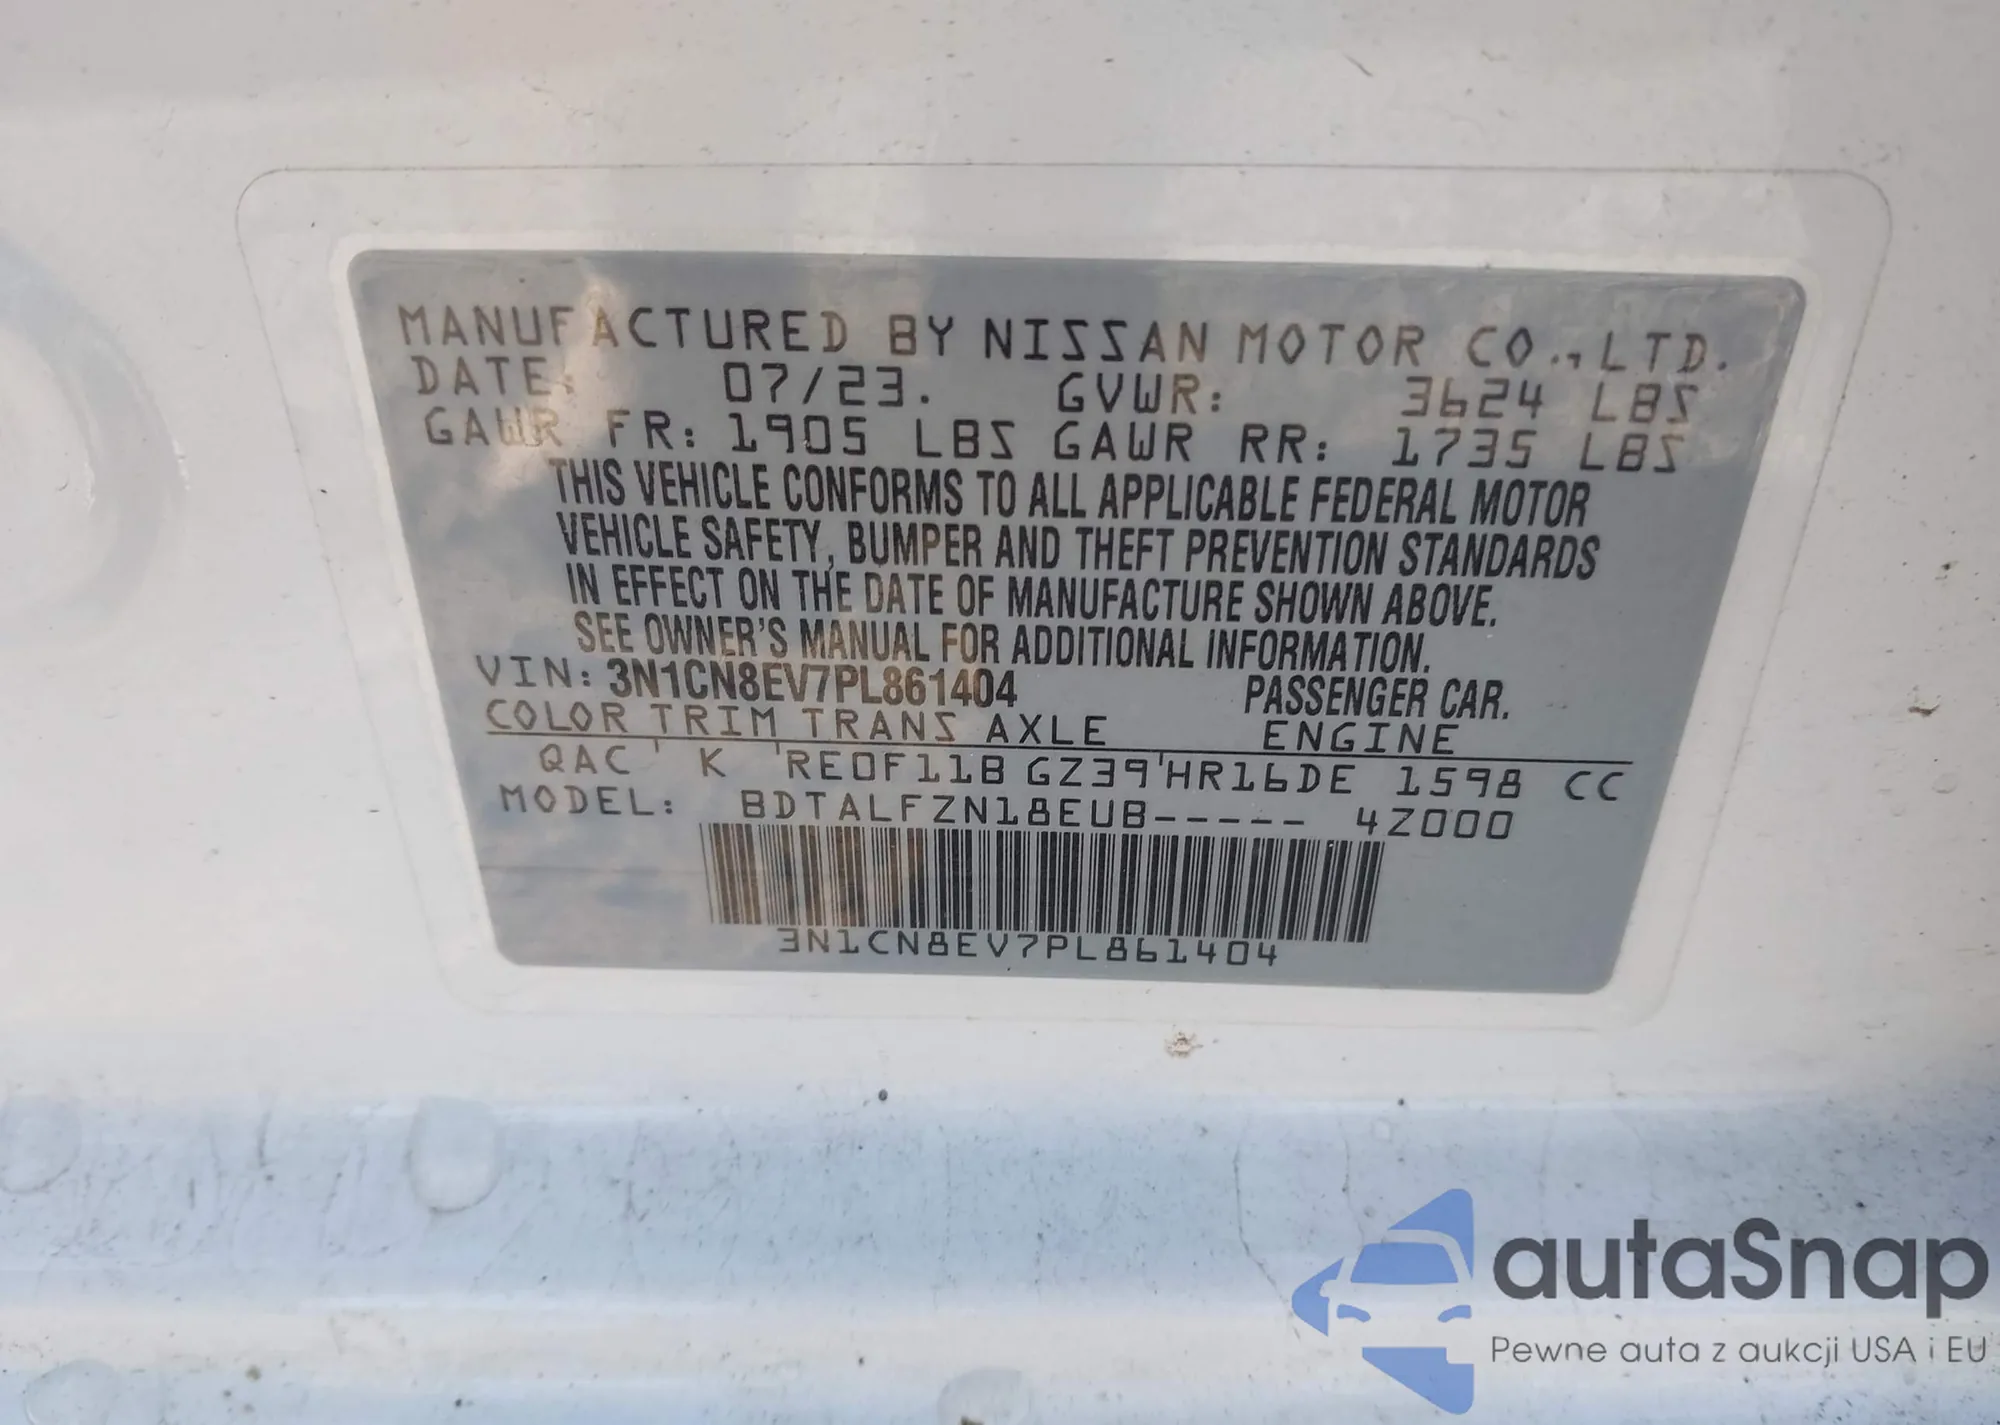 MANUFACTURED BY NISSAN MOTOR CO.,LTD.
DATE: 07/23. GVWR: 3624 LBS
GAWR FR: 1905 LBS GAWR RR: 1735 LBS
THIS VEHICLE CONFORMS TO ALL APPLICABLE FEDERAL MOTOR
VEHICLE SAFETY, BUMPER AND THEFT PREVENTION STANDARDS
IN EFFECT ON THE DATE OF MANUFACTURE SHOWN ABOVE.
SEE OWNER'S MANUAL FOR ADDITIONAL INFORMATION.
VIN: 3N1CN8EV7PL861404 PASSENGER CAR.
COLOR TRIM TRANS AXLE ENGINE
QAC ' K 'RE0F11B GZ39'HR16DE 1598 CC
MODEL: BDTALFZN18EUB----- 4Z000
3N1CN8EV7PL861404
autaSnap
Pewne auta z aukcji USA i EU